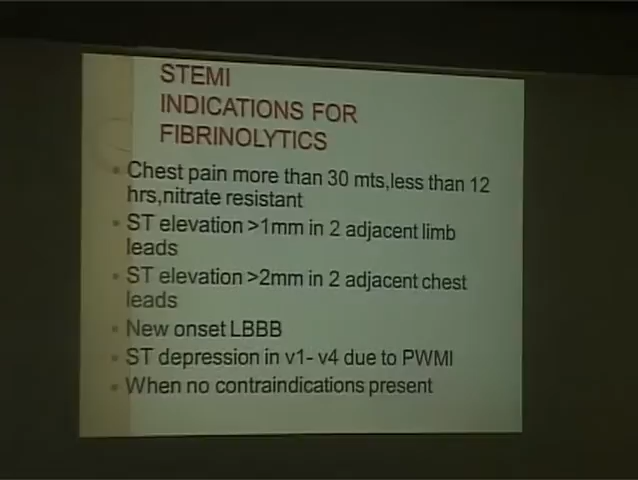 STEMI
INDICATIONS FOR
FIBRINOLYTICS
• Chest pain more than 30 mts,less than 12
hrs,nitrate resistant
• ST elevation >1mm in 2 adjacent limb
leads
• ST elevation >2mm in 2 adjacent chest
leads
• New onset LBBB
• ST depression in v1- v4 due to PWMI
• When no contraindications present